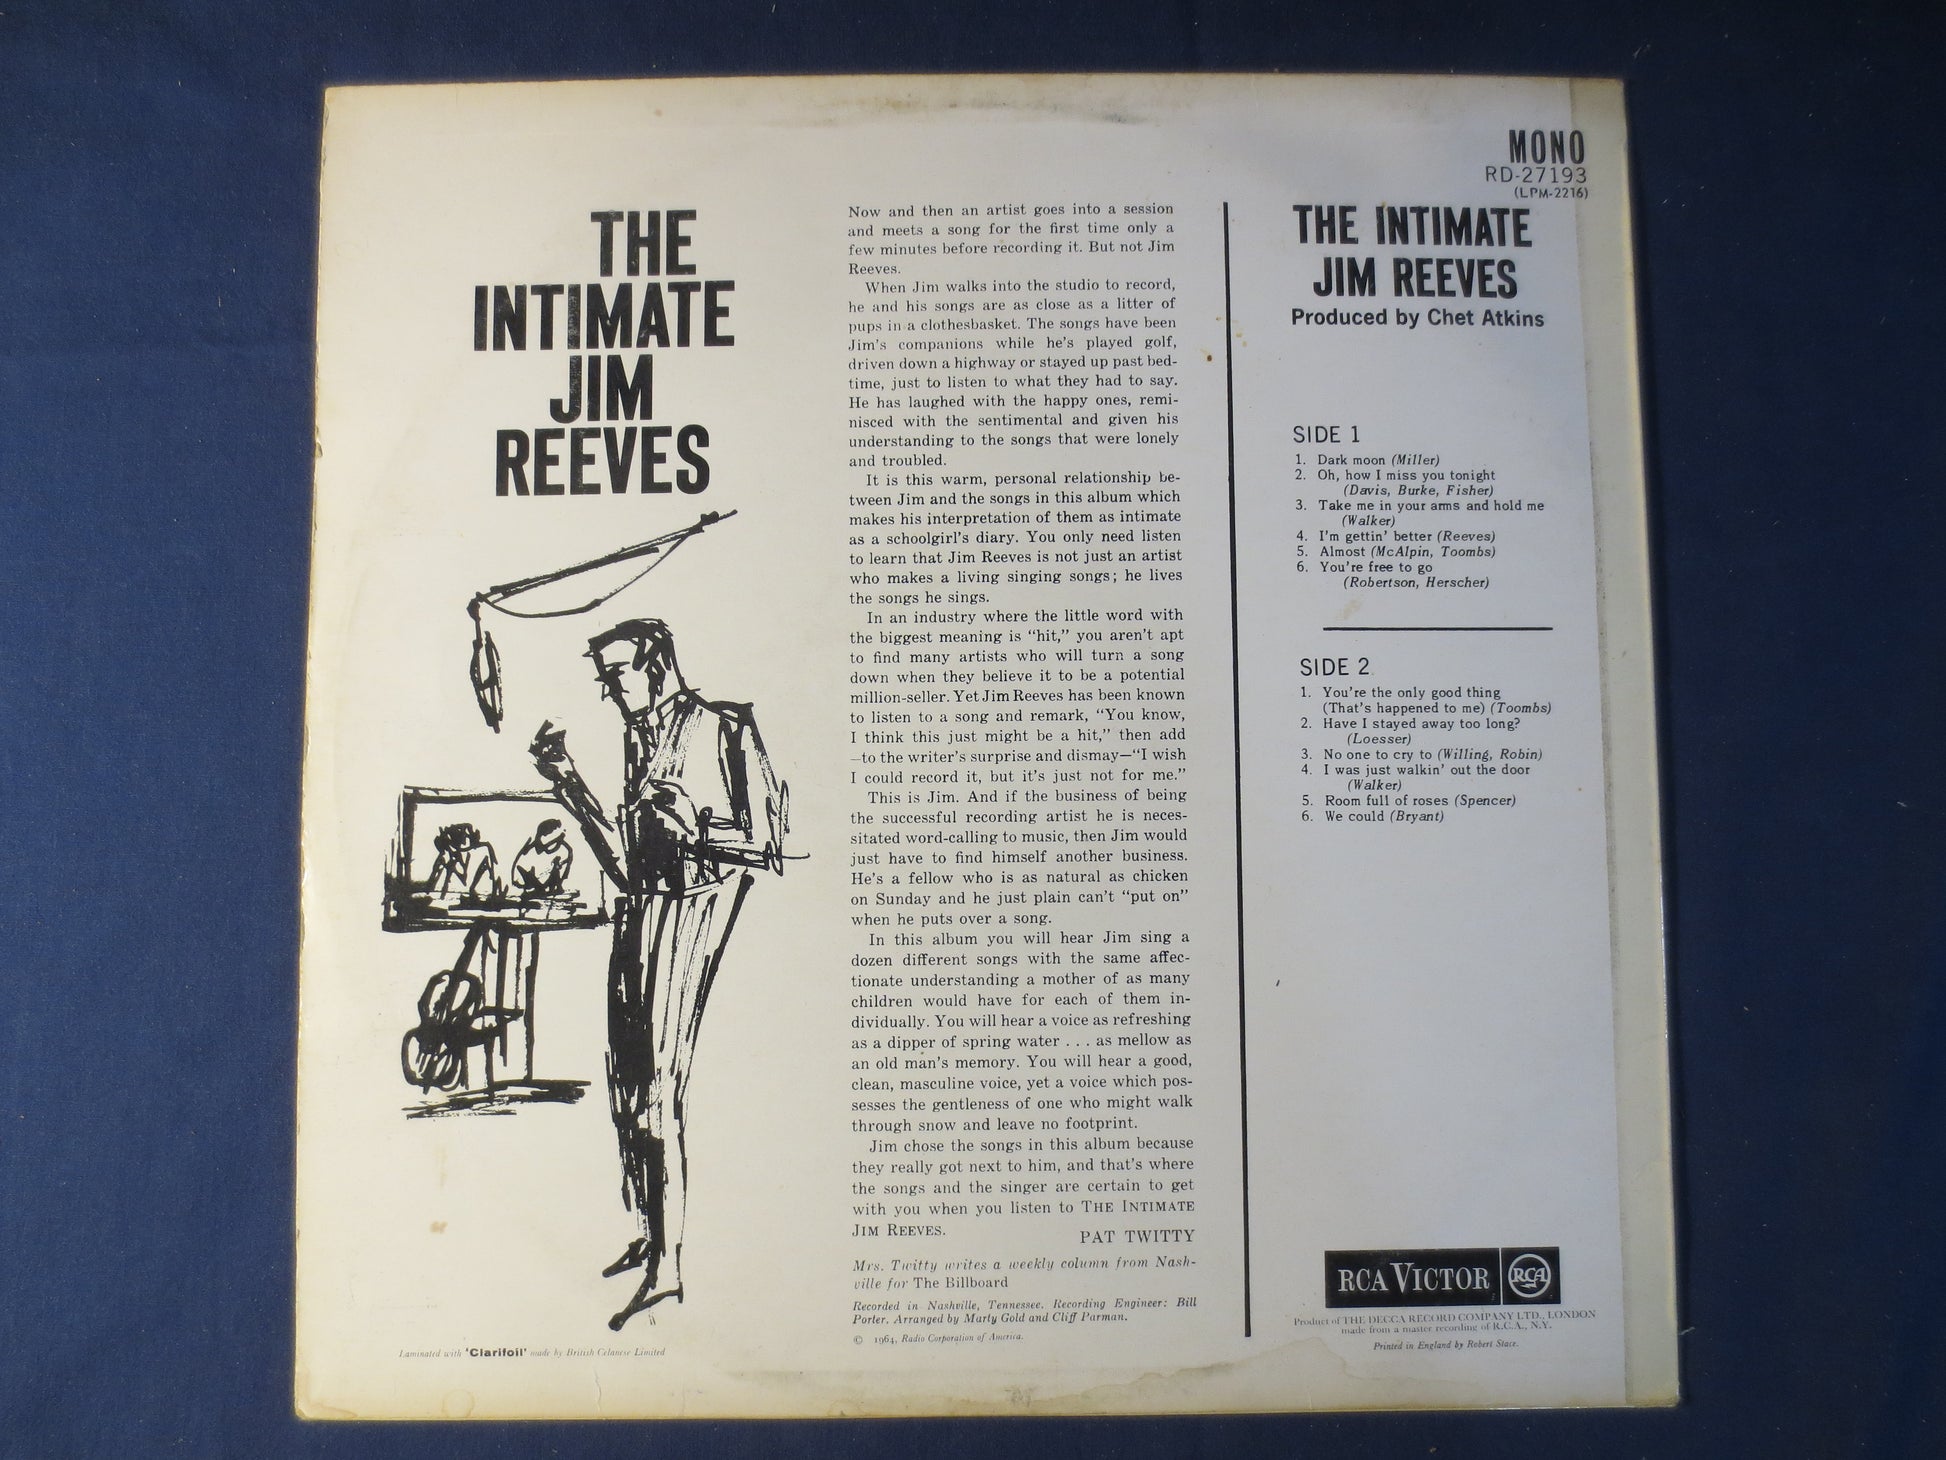 THE
INTIMATE
JIM
REEVES
Laminated with 'Clarifoil' made by British Celanese Limited
Now and then an artist goes into a session
and meets a song for the first time only a
few minutes before recording it. But not Jim
Reeves.
When Jim walks into the studio to record,
he and his songs are as close as a litter of
pups in a clothesbasket. The songs have been
Jim's companions while he's played golf,
driven down a highway or stayed up past bed-
time, just to listen to what they had to say.
He has laughed with the happy ones, remi-
nisced with the sentimental and given his
understanding to the songs that were lonely
and troubled.
It is this warm, personal relationship be-
tween Jim and the songs in this album which
makes his interpretation of them as intimate
as a schoolgirl's diary. You only need listen
to learn that Jim Reeves is not just an artist
who makes a living singing songs; he lives
the songs he sings.
In an industry where the little word with
the biggest meaning is "hit," you aren't apt
to find many artists who will turn a song
down when they believe it to be a potential
million-seller. Yet Jim Reeves has been known
to listen to a song and remark, "You know,
I think this just might be a hit," then add
—to the writer's surprise and dismay—"I wish
I could record it, but it's just not for me."
This is Jim. And if the business of being
the successful recording artist he is neces-
sitated word-calling to music, then Jim would
just have to find himself another business.
He's a fellow who is as natural as chicken
on Sunday and he just plain can't "put on"
when he puts over a song.
In this album you will hear Jim sing a
dozen different songs with the same affec-
tionate understanding a mother of as many
children would have for each of them in-
dividually. You will hear a voice as refreshing
as a dipper of spring water . . . as mellow as
an old man's memory. You will hear a good,
clean, masculine voice, yet a voice which pos-
sesses the gentleness of one who might walk
through snow and leave no footprint.
Jim chose the songs in this album because
they really got next to him, and that's where
the songs and the singer are certain to get
with you when you listen to THE INTIMATE
JIM REEVES.
PAT TWITTY
Mrs. Twitty writes a weekly column from Nash-
ville for The Billboard
Recorded in Nashville, Tennessee. Recording Engineer: Bill
Porter. Arranged by Marty Gold and Cliff Parman.
© 1964, Radio Corporation of America.
MONO
RD-27193
(LPM-2216)
THE INTIMATE
JIM REEVES
Produced by Chet Atkins
SIDE 1
1. Dark moon (Miller)
2. Oh, how I miss you tonight
(Davis, Burke, Fisher)
3. Take me in your arms and hold me
(Walker)
4. I'm gettin' better (Reeves)
5. Almost (McAlpin, Toombs)
6. You're free to go
(Robertson, Herscher)
SIDE 2
1. You're the only good thing
(That's happened to me) (Toombs)
2. Have I stayed away too long?
(Loesser)
3. No one to cry to (Willing, Robin)
4. I was just walkin' out the door
(Walker)
5. Room full of roses (Spencer)
6. We could (Bryant)
RCA VICTOR RCA
Product of THE DECCA RECORD COMPANY LTD., LONDON
made from a master recording of R.C.A., N.Y.
Printed in England by Robert Stace.